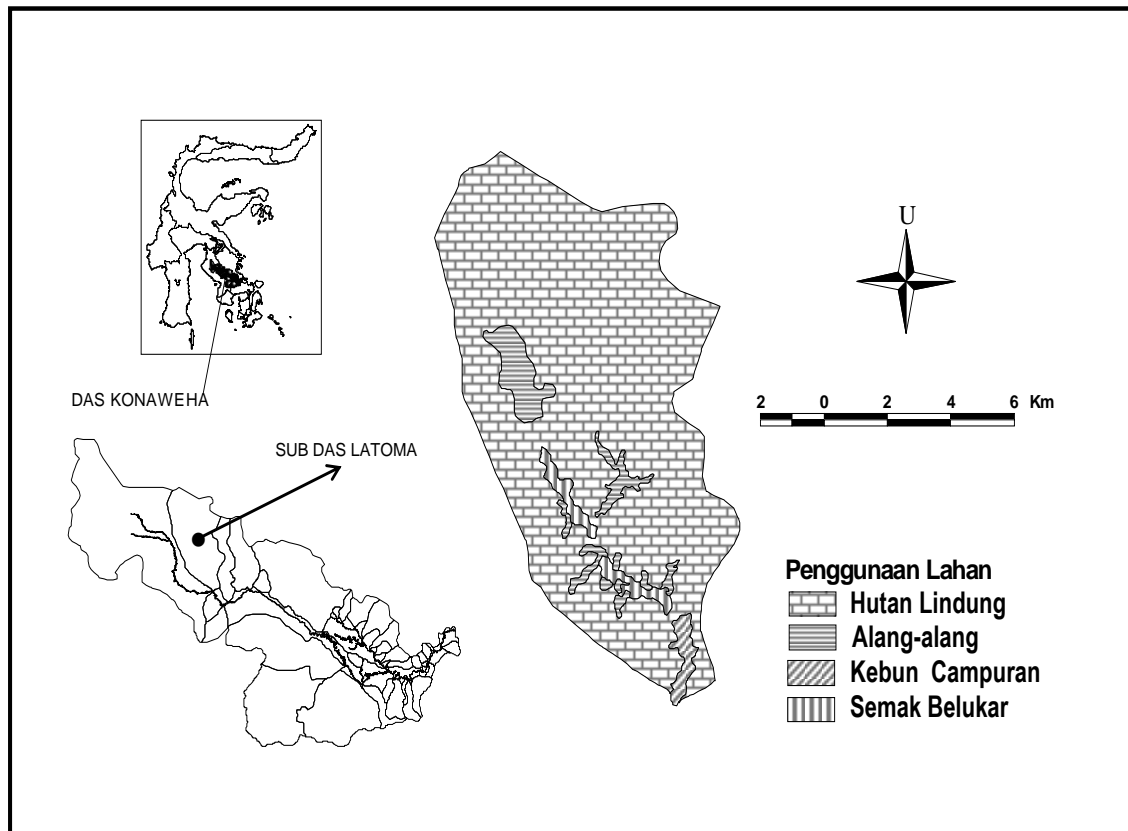 DAS KONAWEHA
SUB DAS LATOMA
U
2 0 2 4 6 Km
Penggunaan Lahan
Hutan Lindung
Alang-alang
Kebun Campuran
Semak Belukar